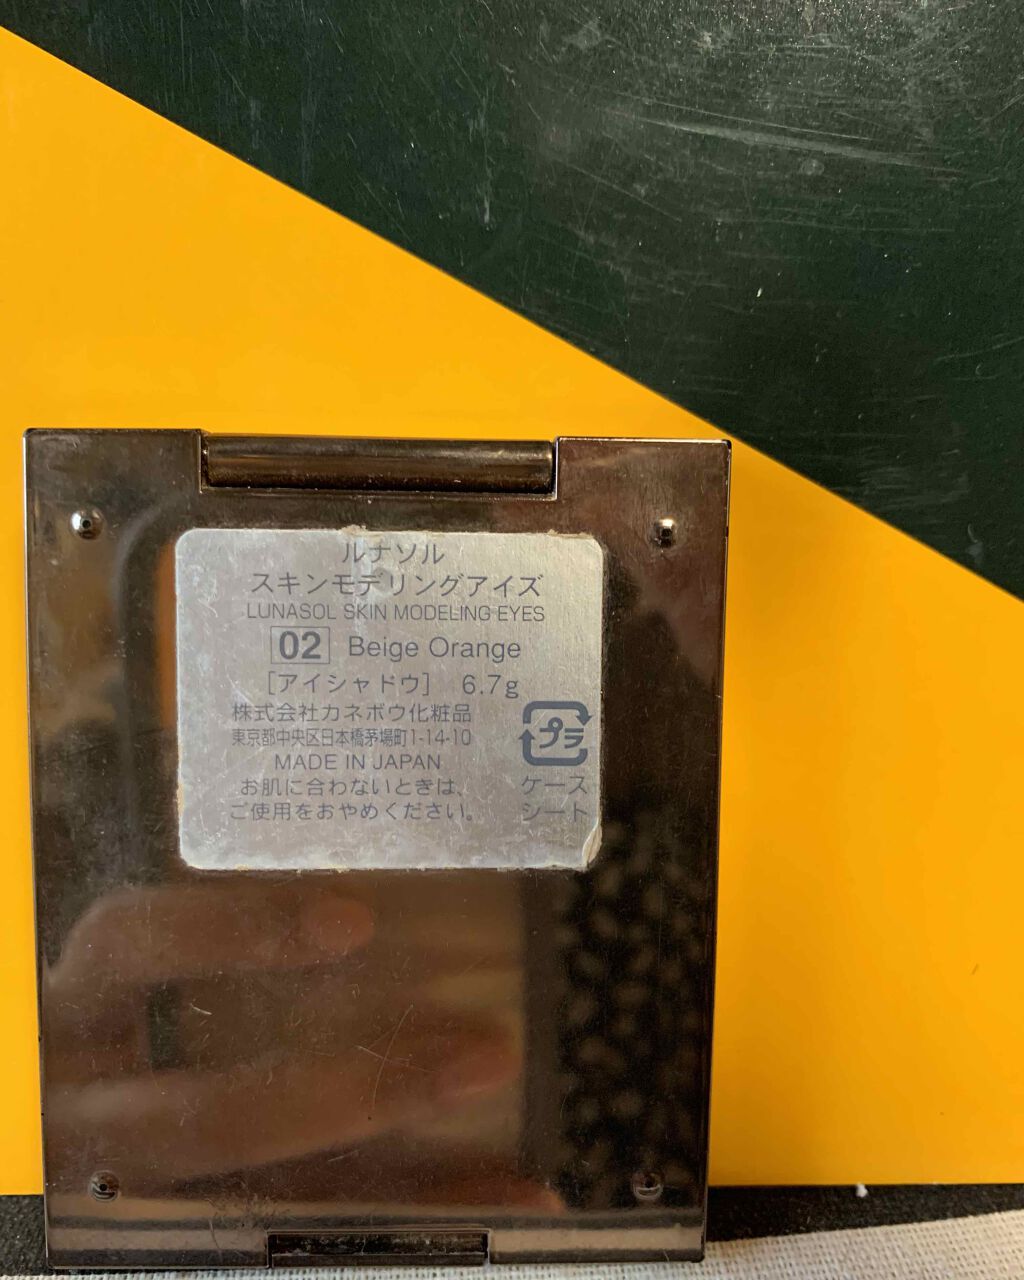 ルナソル
スキンモデリングアイズ
LUNASOL SKIN MODELING EYES
02 Beige Orange
[アイシャドウ] 6.7g
株式会社カネボウ化粧品
東京都中央区日本橋茅場町1-14-10
MADE IN JAPAN
お肌に合わないときは、
ご使用をおやめください。
プラ
ケース
シート